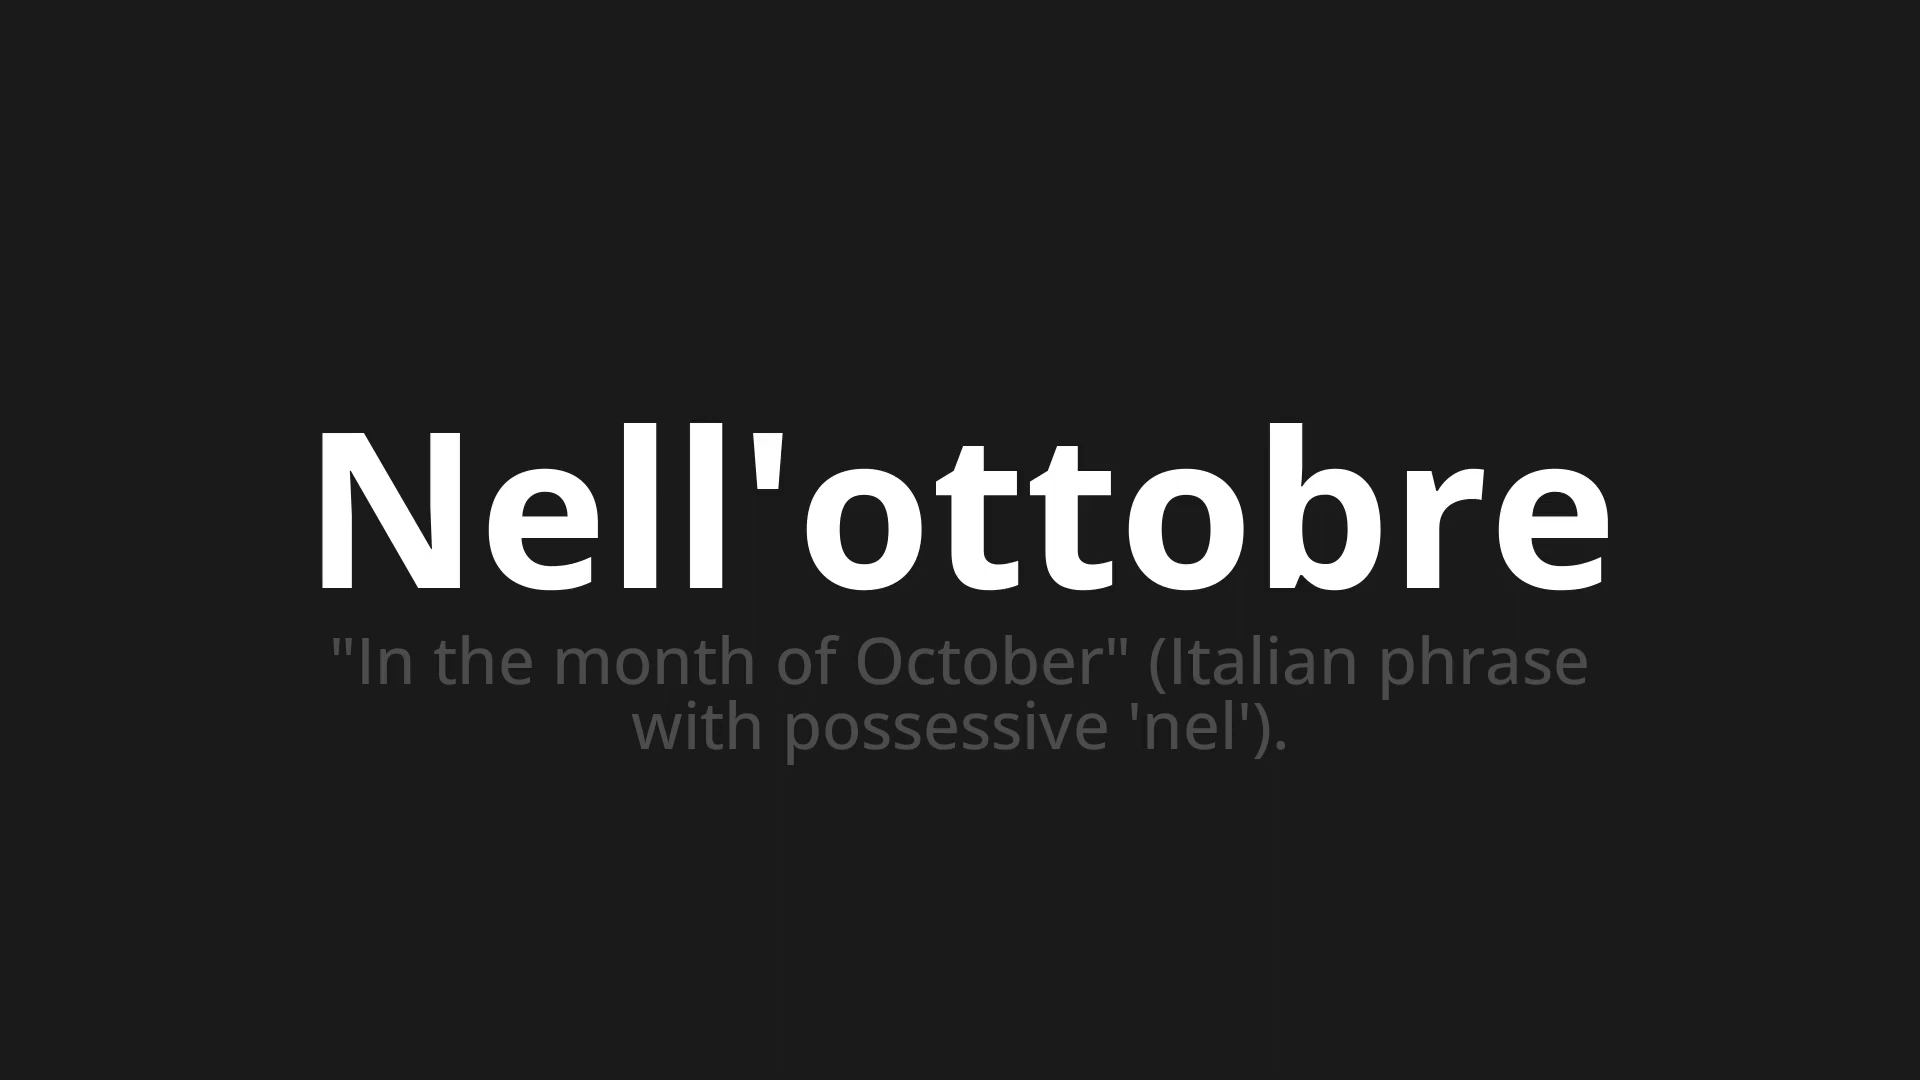 Nell'ottobre
"In the month of October" (Italian phrase
with possessive 'nel').